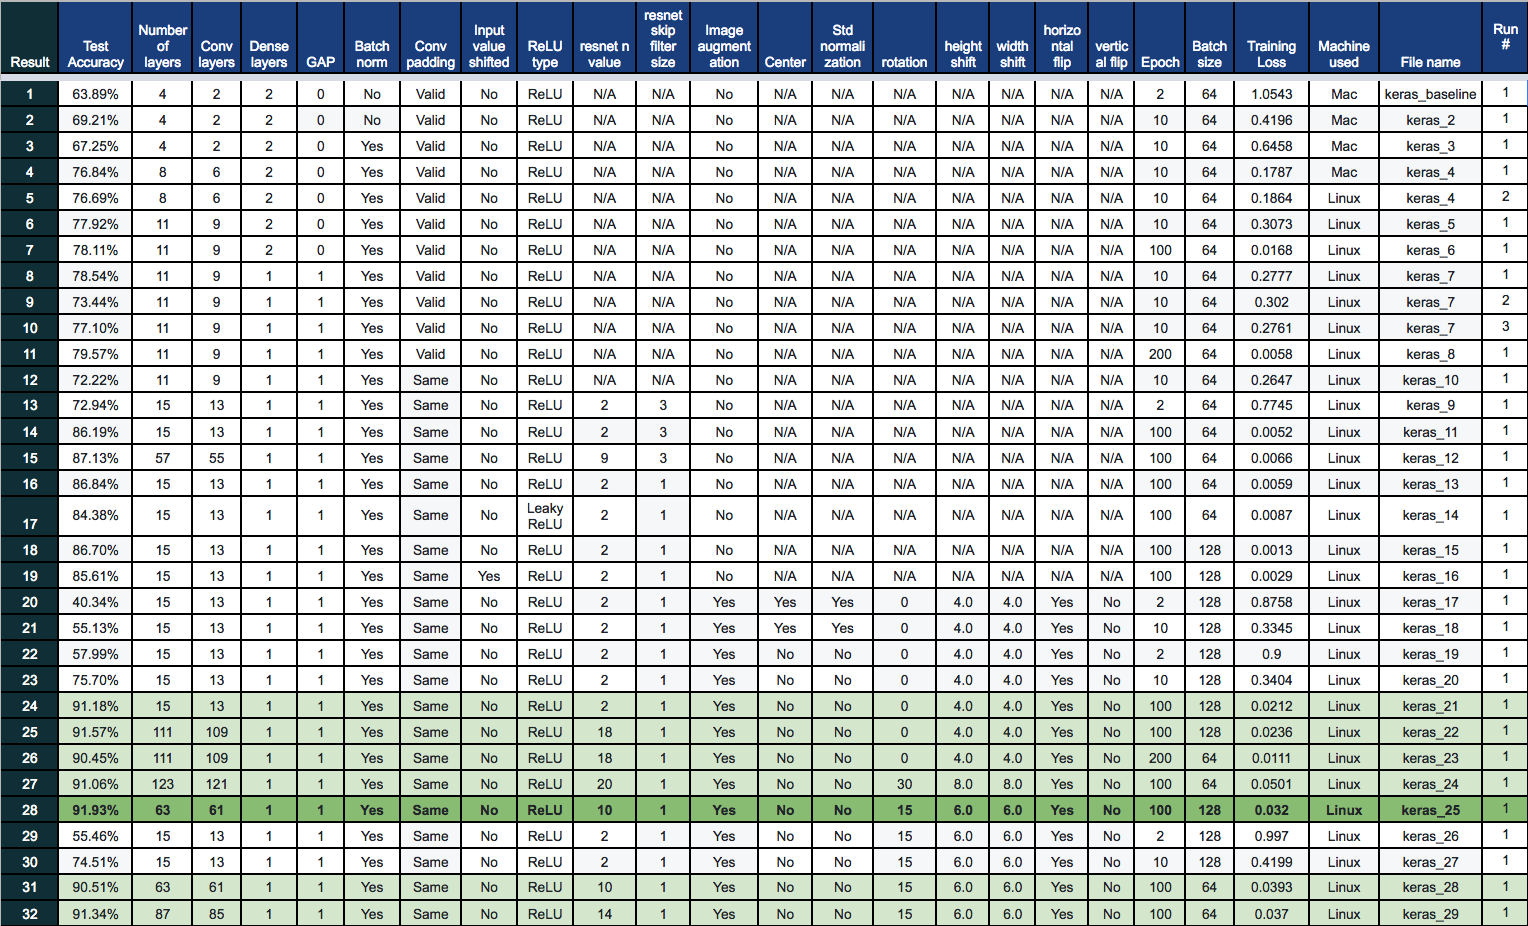 Result Test Accuracy Number of layers Conv layers Dense layers GAP Batch norm Conv padding Input value shifted ReLU type resnet n value resnet skip filter size Image augment ation Center Std normali zation rotation height shift width shift horizo ntal flip vertic al flip Epoch Batch size Training Loss Machine used File name Run #
1 63.89% 4 2 2 0 No Valid No ReLU N/A N/A No N/A N/A N/A N/A N/A N/A N/A 2 64 1.0543 Mac keras_baseline 1
2 69.21% 4 2 2 0 No Valid No ReLU N/A N/A No N/A N/A N/A N/A N/A N/A N/A 10 64 0.4196 Mac keras_2 1
3 67.25% 4 2 2 0 Yes Valid No ReLU N/A N/A No N/A N/A N/A N/A N/A N/A N/A 10 64 0.6458 Mac keras_3 1
4 76.84% 8 6 2 0 Yes Valid No ReLU N/A N/A No N/A N/A N/A N/A N/A N/A N/A 10 64 0.1787 Mac keras_4 1
5 76.69% 8 6 2 0 Yes Valid No ReLU N/A N/A No N/A N/A N/A N/A N/A N/A N/A 10 64 0.1864 Linux keras_4 2
6 77.92% 11 9 2 0 Yes Valid No ReLU N/A N/A No N/A N/A N/A N/A N/A N/A N/A 10 64 0.3073 Linux keras_5 1
7 78.11% 11 9 2 0 Yes Valid No ReLU N/A N/A No N/A N/A N/A N/A N/A N/A N/A 100 64 0.0168 Linux keras_6 1
8 78.54% 11 9 1 1 Yes Valid No ReLU N/A N/A No N/A N/A N/A N/A N/A N/A N/A 10 64 0.2777 Linux keras_7 1
9 73.44% 11 9 1 1 Yes Valid No ReLU N/A N/A No N/A N/A N/A N/A N/A N/A N/A 10 64 0.302 Linux keras_7 2
10 77.10% 11 9 1 1 Yes Valid No ReLU N/A N/A No N/A N/A N/A N/A N/A N/A N/A 10 64 0.2761 Linux keras_7 3
11 79.57% 11 9 1 1 Yes Valid No ReLU N/A N/A No N/A N/A N/A N/A N/A N/A N/A 200 64 0.0058 Linux keras_8 1
12 72.22% 11 9 1 1 Yes Same No ReLU N/A N/A No N/A N/A N/A N/A N/A N/A N/A 10 64 0.2647 Linux keras_10 1
13 72.94% 15 13 1 1 Yes Same No ReLU 2 3 No N/A N/A N/A N/A N/A N/A N/A 2 64 0.7745 Linux keras_9 1
14 86.19% 15 13 1 1 Yes Same No ReLU 2 3 No N/A N/A N/A N/A N/A N/A N/A 100 64 0.0052 Linux keras_11 1
15 87.13% 57 55 1 1 Yes Same No ReLU 9 3 No N/A N/A N/A N/A N/A N/A N/A 100 64 0.0066 Linux keras_12 1
16 86.84% 15 13 1 1 Yes Same No ReLU 2 1 No N/A N/A N/A N/A N/A N/A N/A 100 64 0.0059 Linux keras_13 1
17 84.38% 15 13 1 1 Yes Same No Leaky ReLU 2 1 No N/A N/A N/A N/A N/A N/A N/A 100 64 0.0087 Linux keras_14 1
18 86.70% 15 13 1 1 Yes Same No ReLU 2 1 No N/A N/A N/A N/A N/A N/A N/A 100 128 0.0013 Linux keras_15 1
19 85.61% 15 13 1 1 Yes Same Yes ReLU 2 1 No N/A N/A N/A N/A N/A N/A N/A 100 128 0.0029 Linux keras_16 1
20 40.34% 15 13 1 1 Yes Same No ReLU 2 1 Yes Yes Yes 0 4.0 4.0 Yes No 2 128 0.8758 Linux keras_17 1
21 55.13% 15 13 1 1 Yes Same No ReLU 2 1 Yes Yes Yes 0 4.0 4.0 Yes No 10 128 0.3345 Linux keras_18 1
22 57.99% 15 13 1 1 Yes Same No ReLU 2 1 Yes No No 0 4.0 4.0 Yes No 2 128 0.9 Linux keras_19 1
23 75.70% 15 13 1 1 Yes Same No ReLU 2 1 Yes No No 0 4.0 4.0 Yes No 10 128 0.3404 Linux keras_20 1
24 91.18% 15 13 1 1 Yes Same No ReLU 2 1 Yes No No 0 4.0 4.0 Yes No 100 128 0.0212 Linux keras_21 1
25 91.57% 111 109 1 1 Yes Same No ReLU 18 1 Yes No No 0 4.0 4.0 Yes No 100 128 0.0236 Linux keras_22 1
26 90.45% 111 109 1 1 Yes Same No ReLU 18 1 Yes No No 0 4.0 4.0 Yes No 200 64 0.0111 Linux keras_23 1
27 91.06% 123 121 1 1 Yes Same No ReLU 20 1 Yes No No 30 8.0 8.0 Yes No 100 64 0.0501 Linux keras_24 1
28 91.93% 63 61 1 1 Yes Same No ReLU 10 1 Yes No No 15 6.0 6.0 Yes No 100 128 0.032 Linux keras_25 1
29 55.46% 15 13 1 1 Yes Same No ReLU 2 1 Yes No No 15 6.0 6.0 Yes No 2 128 0.997 Linux keras_26 1
30 74.51% 15 13 1 1 Yes Same No ReLU 2 1 Yes No No 15 6.0 6.0 Yes No 10 128 0.4199 Linux keras_27 1
31 90.51% 63 61 1 1 Yes Same No ReLU 10 1 Yes No No 15 6.0 6.0 Yes No 100 64 0.0393 Linux keras_28 1
32 91.34% 87 85 1 1 Yes Same No ReLU 14 1 Yes No No 15 6.0 6.0 Yes No 100 64 0.037 Linux keras_29 1